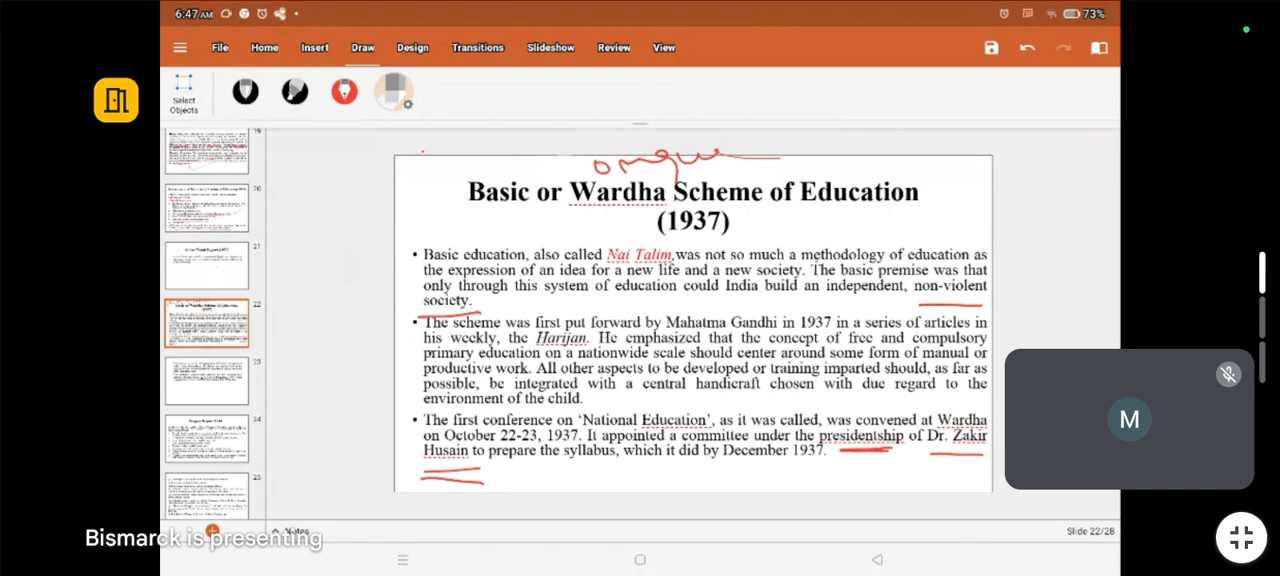 6:47 AM 73%
File Home Insert Draw Design Transitions Slideshow Review View
Select
Objects
19
20
21
22
23
24
25
Basic or Wardha Scheme of Education
(1937)
• Basic education, also called Nai Talim, was not so much a methodology of education as
the expression of an idea for a new life and a new society. The basic premise was that
only through this system of education could India build an independent, non-violent
society.
• The scheme was first put forward by Mahatma Gandhi in 1937 in a series of articles in
his weekly, the Harijan. He emphasized that the concept of free and compulsory
primary education on a nationwide scale should center around some form of manual or
productive work. All other aspects to be developed or training imparted should, as far as
possible, be integrated with a central handicraft chosen with due regard to the
environment of the child.
• The first conference on 'National Education', as it was called, was convened at Wardha
on October 22-23, 1937. It appointed a committee under the presidentship of Dr. Zakir
Husain to prepare the syllabus, which it did by December 1937.
M
Notes
Slide 22/28
Bismarck is presenting